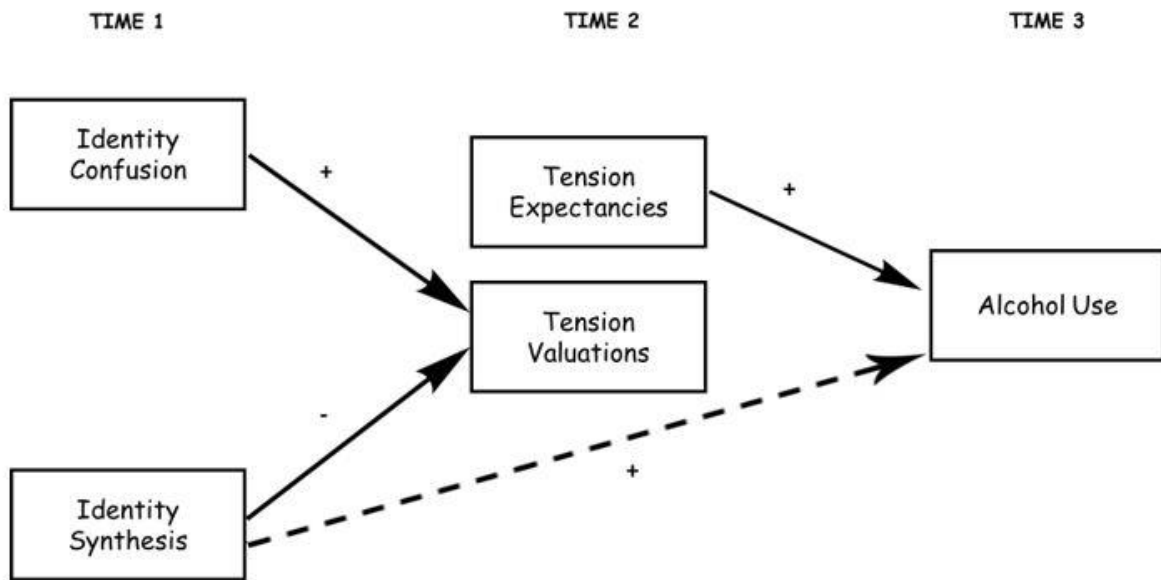 TIME 1
TIME 2
TIME 3
Identity
Confusion
+
Tension
Expectancies
+
Tension
Valuations
Alcohol Use
-
+
Identity
Synthesis